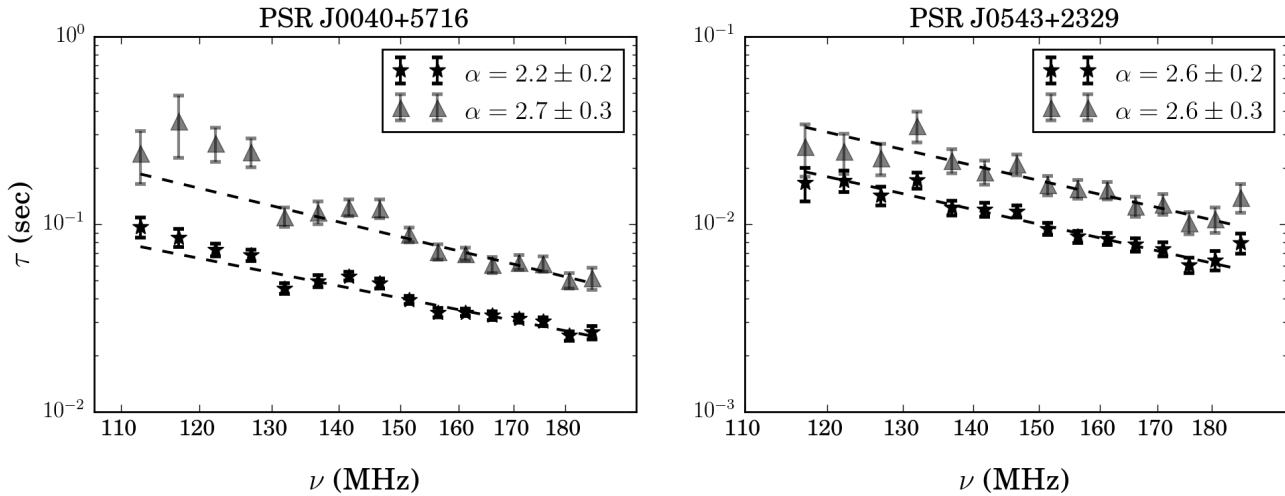 PSR J0040+5716
τ (sec)
10⁰
10⁻¹
10⁻²
α = 2.2 ± 0.2
α = 2.7 ± 0.3
110 120 130 140 150 160 170 180
ν (MHz)
PSR J0543+2329
10⁻¹
10⁻²
10⁻³
α = 2.6 ± 0.2
α = 2.6 ± 0.3
110 120 130 140 150 160 170 180
ν (MHz)